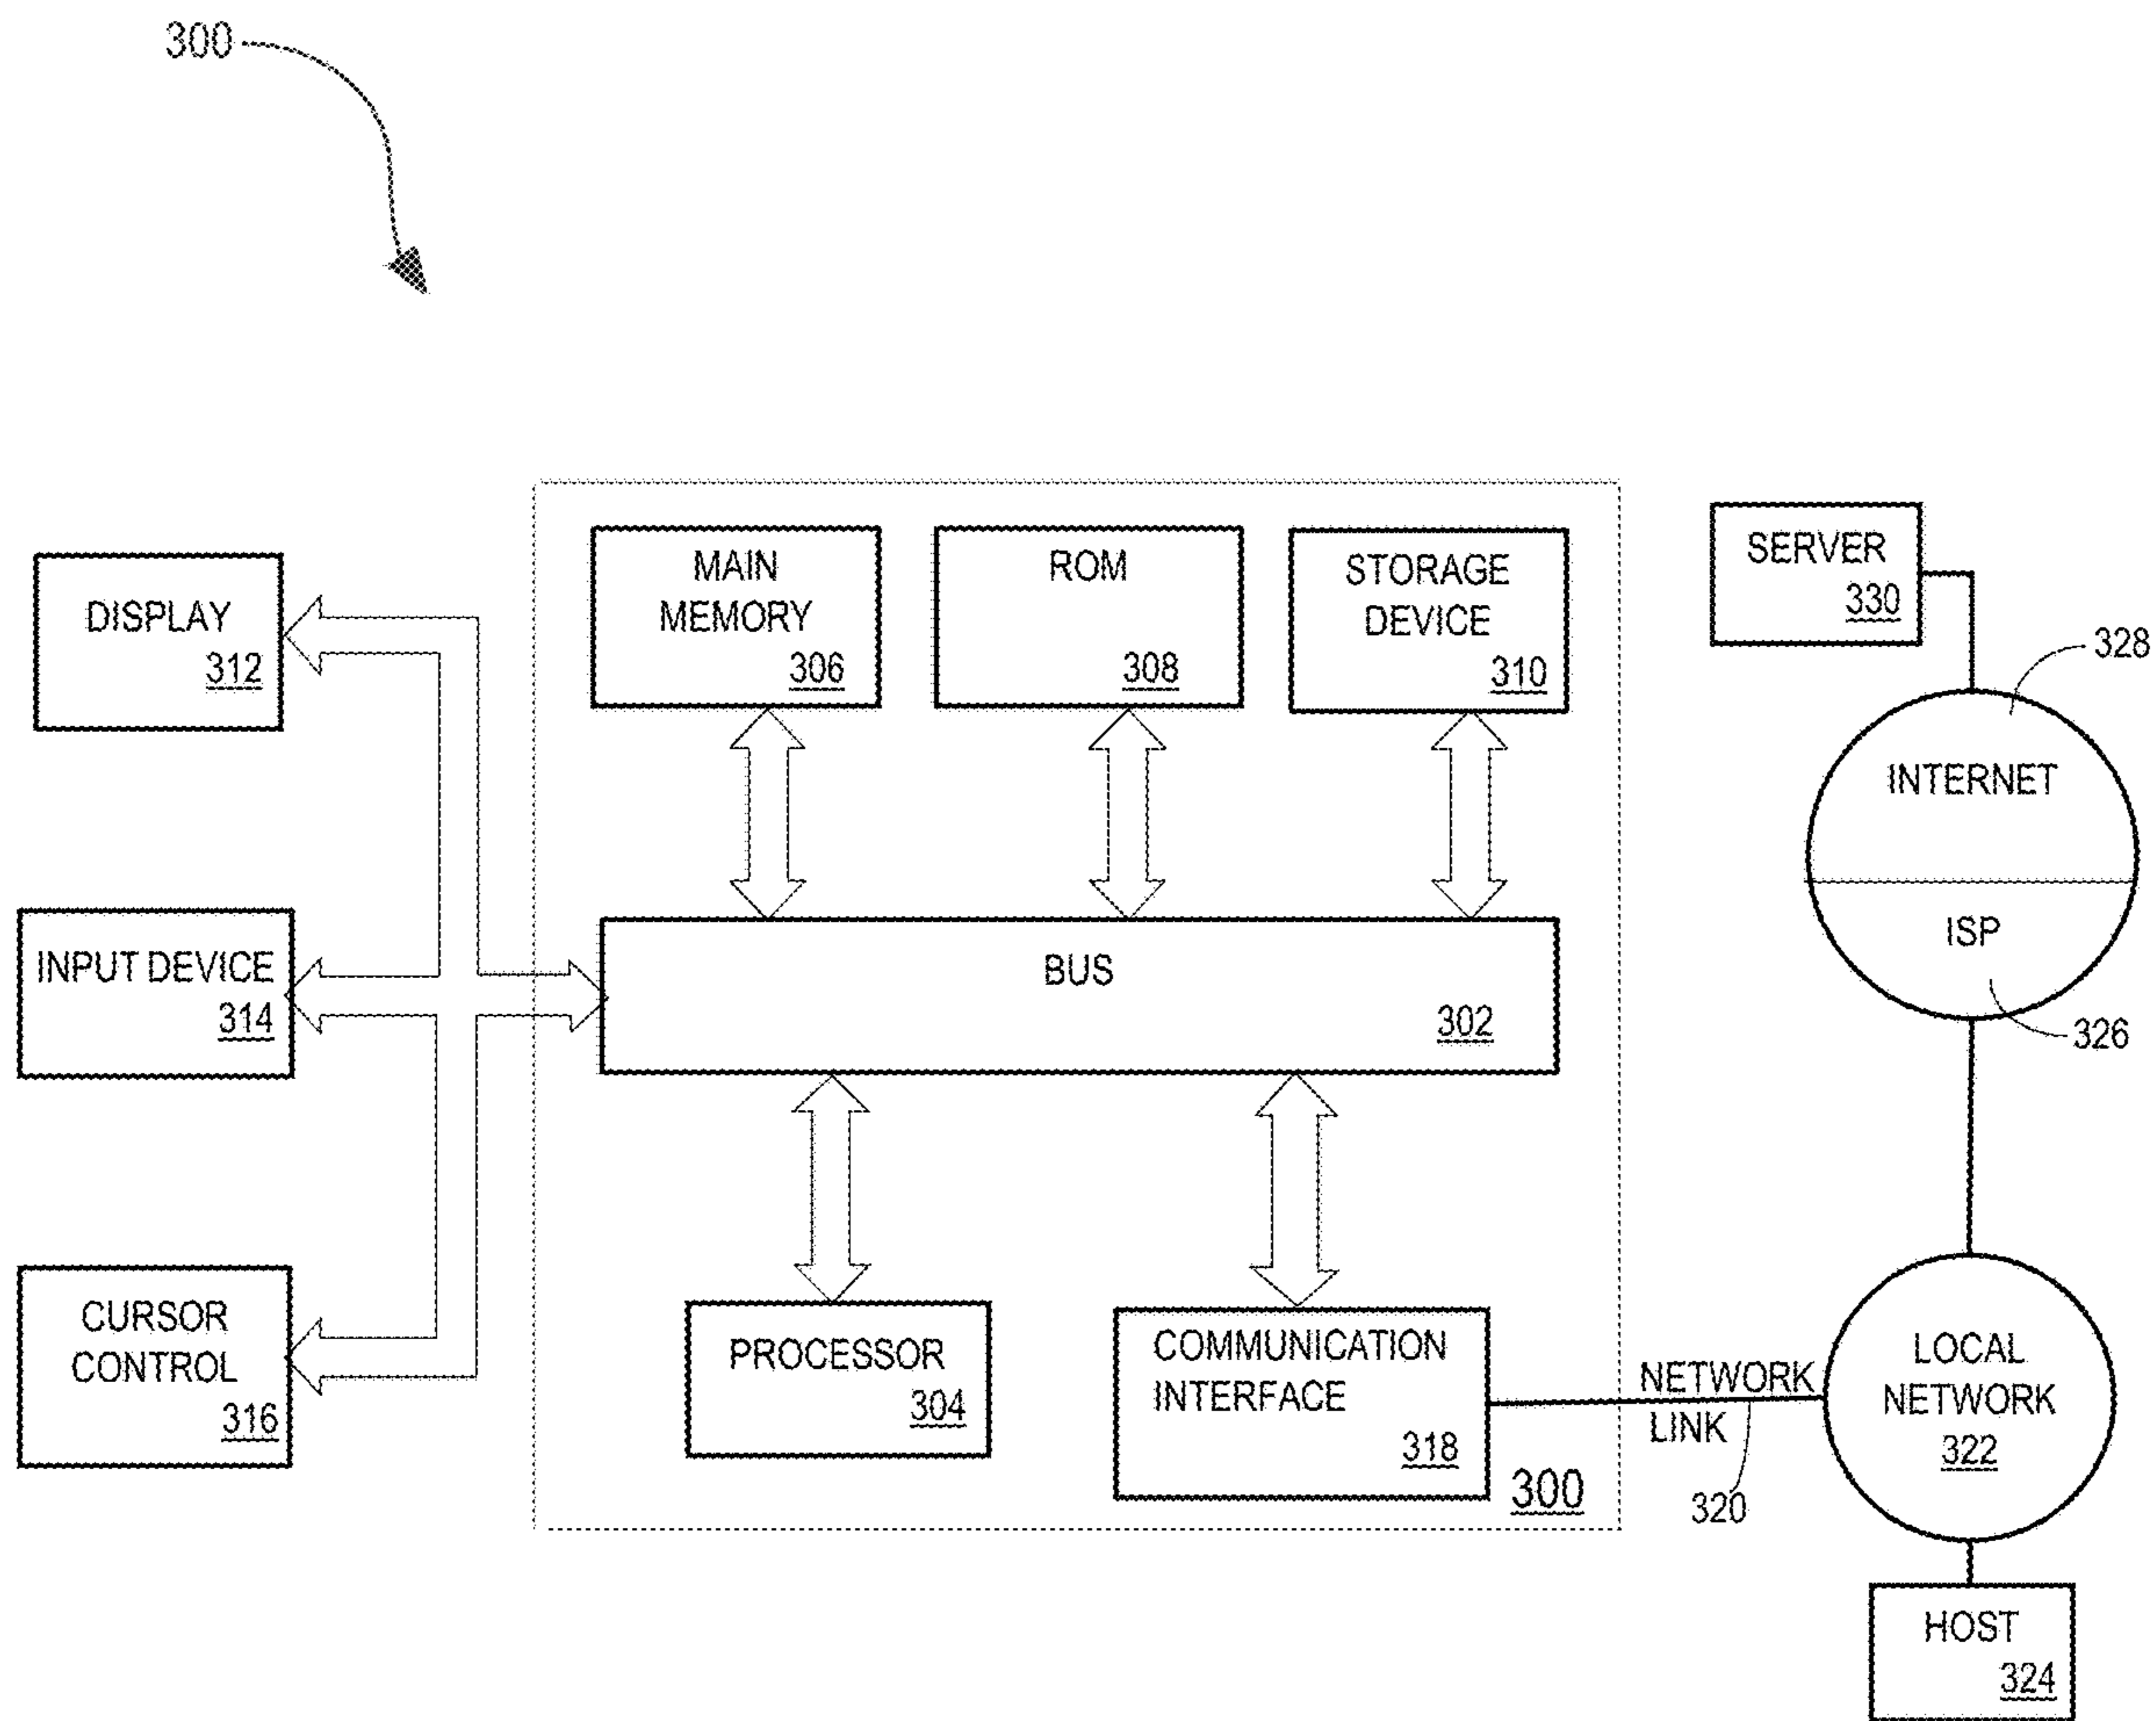 300
DISPLAY
312
INPUT DEVICE
314
CURSOR
CONTROL
316
MAIN
MEMORY
306
ROM
308
STORAGE
DEVICE
310
BUS
302
PROCESSOR
304
COMMUNICATION
INTERFACE
318
300
NETWORK
LINK
320
SERVER
330
328
INTERNET
ISP
326
LOCAL
NETWORK
322
HOST
324